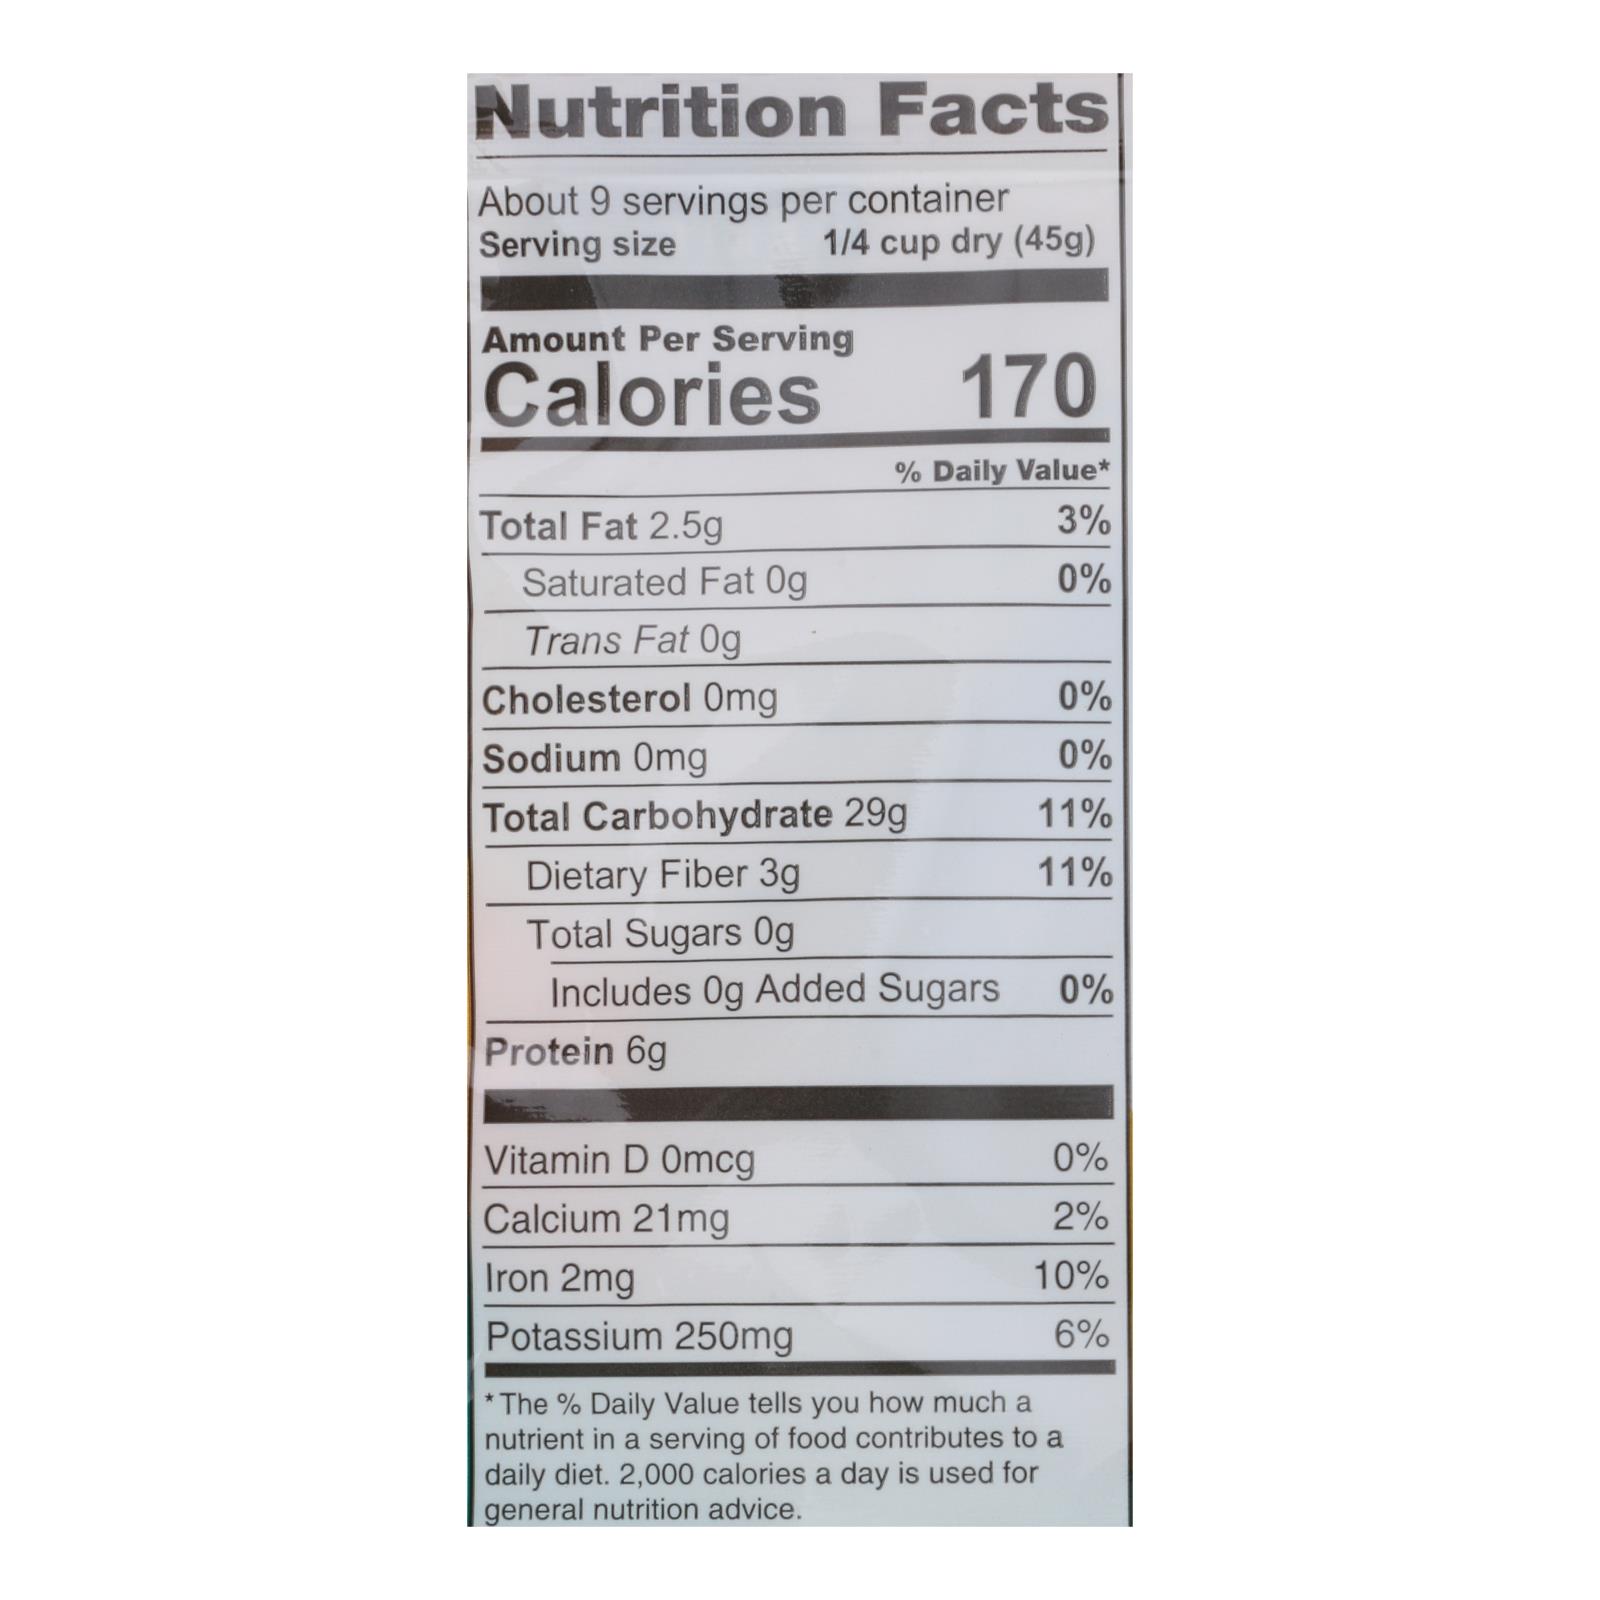 Nutrition Facts
About 9 servings per container
Serving size 1/4 cup dry (45g)
Amount Per Serving
Calories 170
% Daily Value*
Total Fat 2.5g 3%
Saturated Fat 0g 0%
Trans Fat 0g
Cholesterol 0mg 0%
Sodium 0mg 0%
Total Carbohydrate 29g 11%
Dietary Fiber 3g 11%
Total Sugars 0g
Includes 0g Added Sugars 0%
Protein 6g
Vitamin D 0mcg 0%
Calcium 21mg 2%
Iron 2mg 10%
Potassium 250mg 6%
*The % Daily Value tells you how much a
nutrient in a serving of food contributes to a
daily diet. 2,000 calories a day is used for
general nutrition advice.